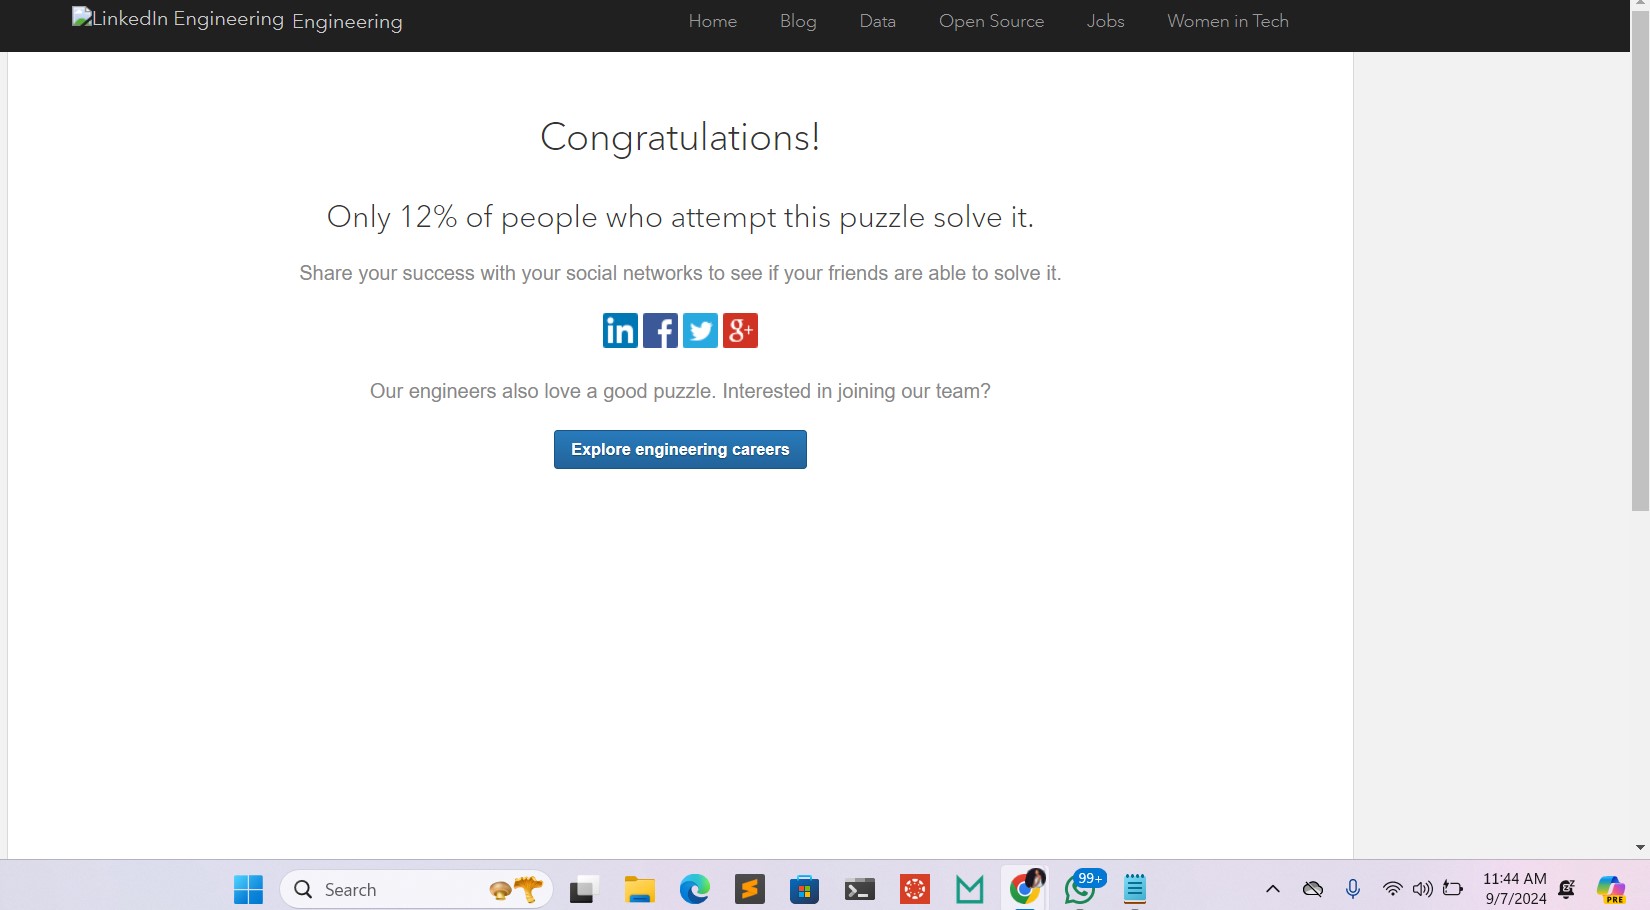 LinkedIn Engineering Engineering
Home Blog Data Open Source Jobs Women in Tech
Congratulations!
Only 12% of people who attempt this puzzle solve it.
Share your success with your social networks to see if your friends are able to solve it.
in f g+
Our engineers also love a good puzzle. Interested in joining our team?
Explore engineering careers
Search
99+
11:44 AM
9/7/2024
PRE